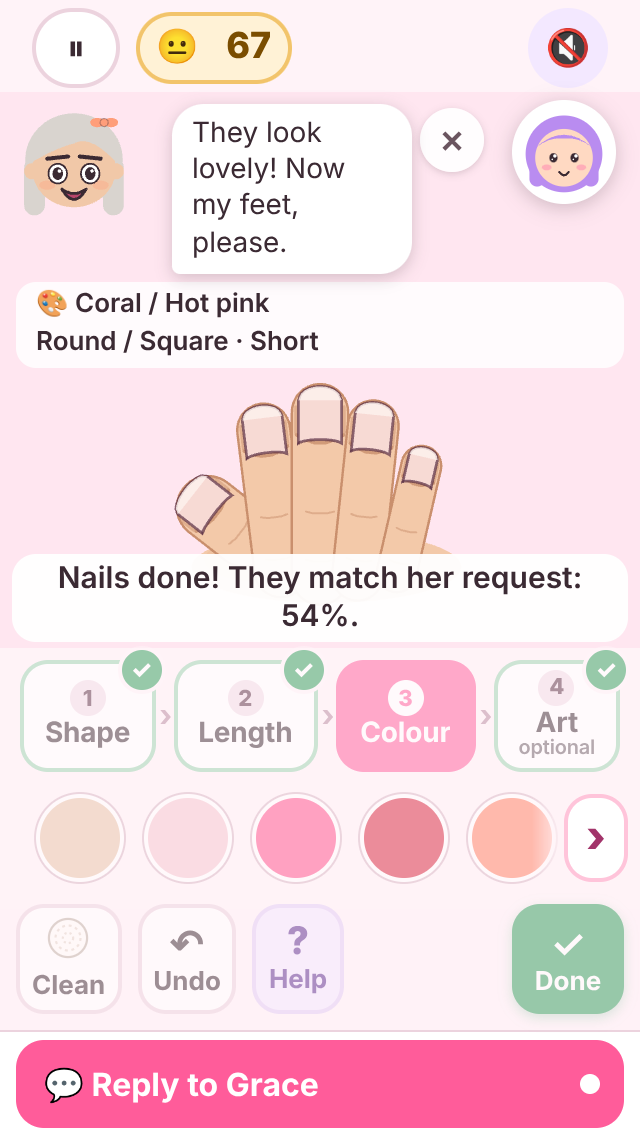 67
They look
lovely! Now
my feet,
please.
Coral / Hot pink
Round / Square · Short
Nails done! They match her request:
54%.
1
Shape
2
Length
3
Colour
4
Art
optional
Clean
Undo
?
Help
Done
Reply to Grace